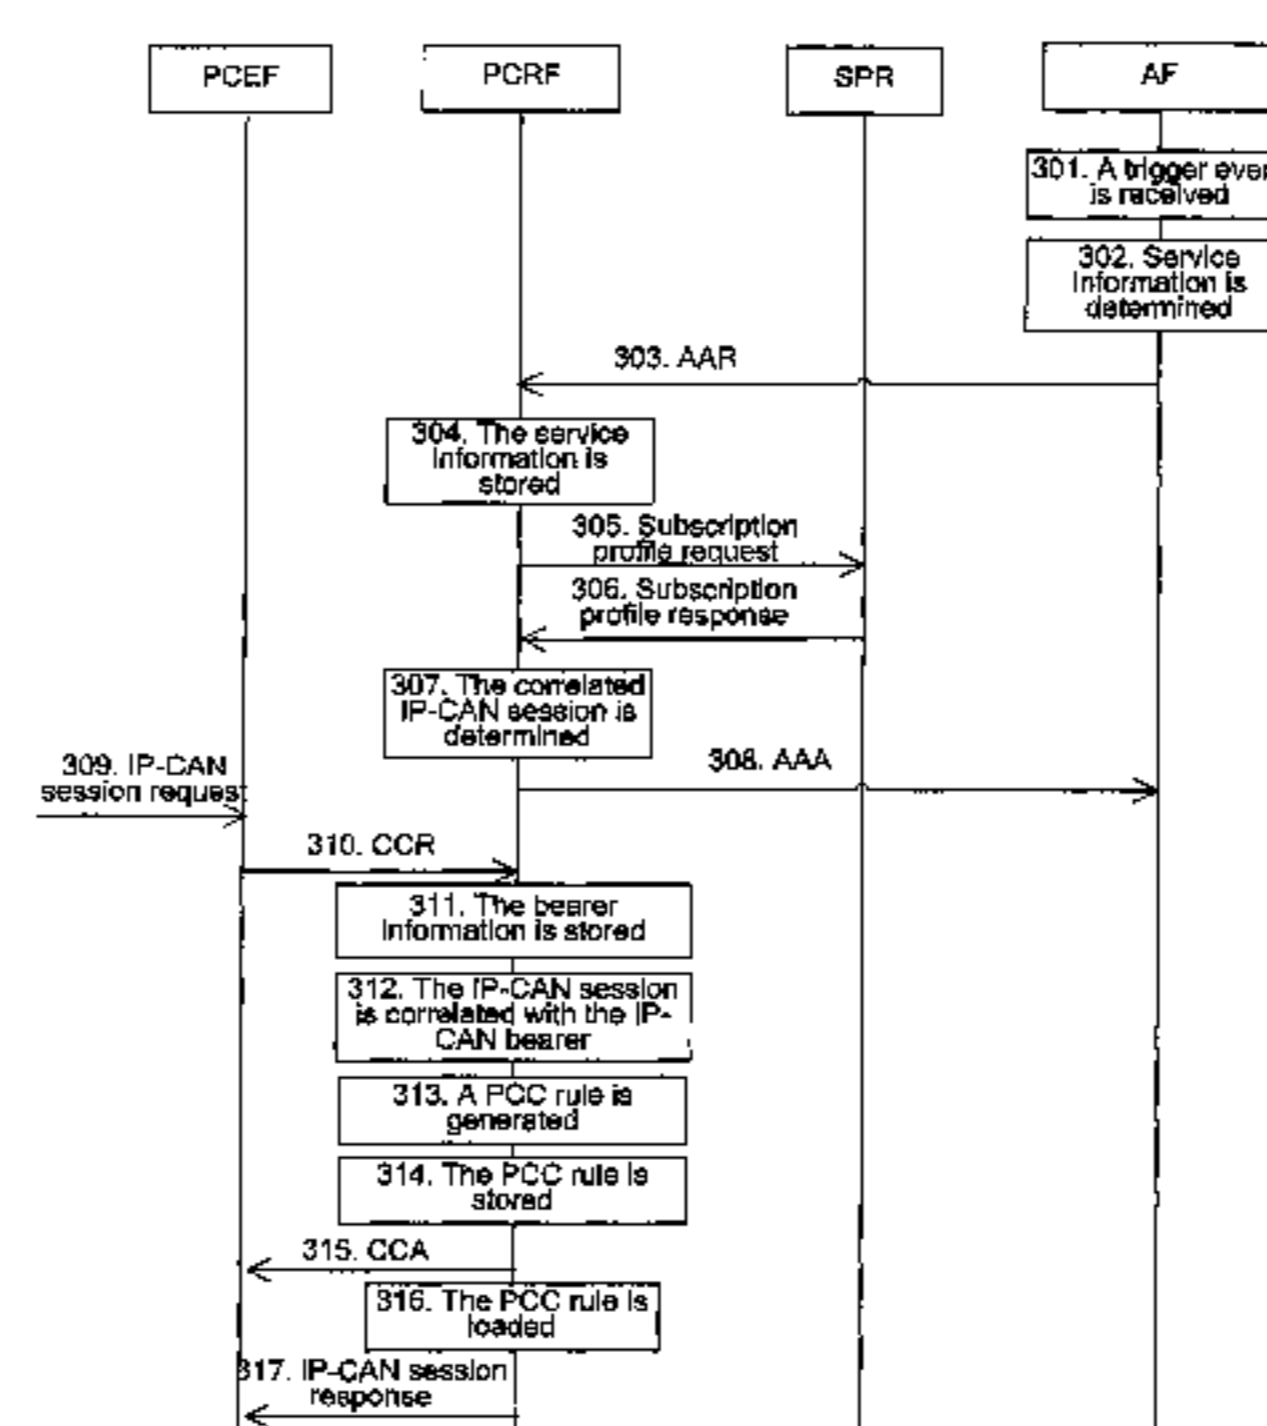 PCEF
PCRF
SPR
AF
301. A trigger
is received
302. Service
Information is
determined
303. AAR
304. The service
Information is
stored
305. Subscription
profile request
306. Subscription
profile response
307. The correlated
IP-CAN session is
determined
308. AAA
309. IP-CAN
session request
310. CCR
311. The bearer
Information is stored
312. The IP-CAN session
is correlated with the IP-
CAN bearer
313. A PCC rule is
generated
314. The PCC rule is
stored
315. CCA
316. The PCC rule is
loaded
317. IP-CAN session
response